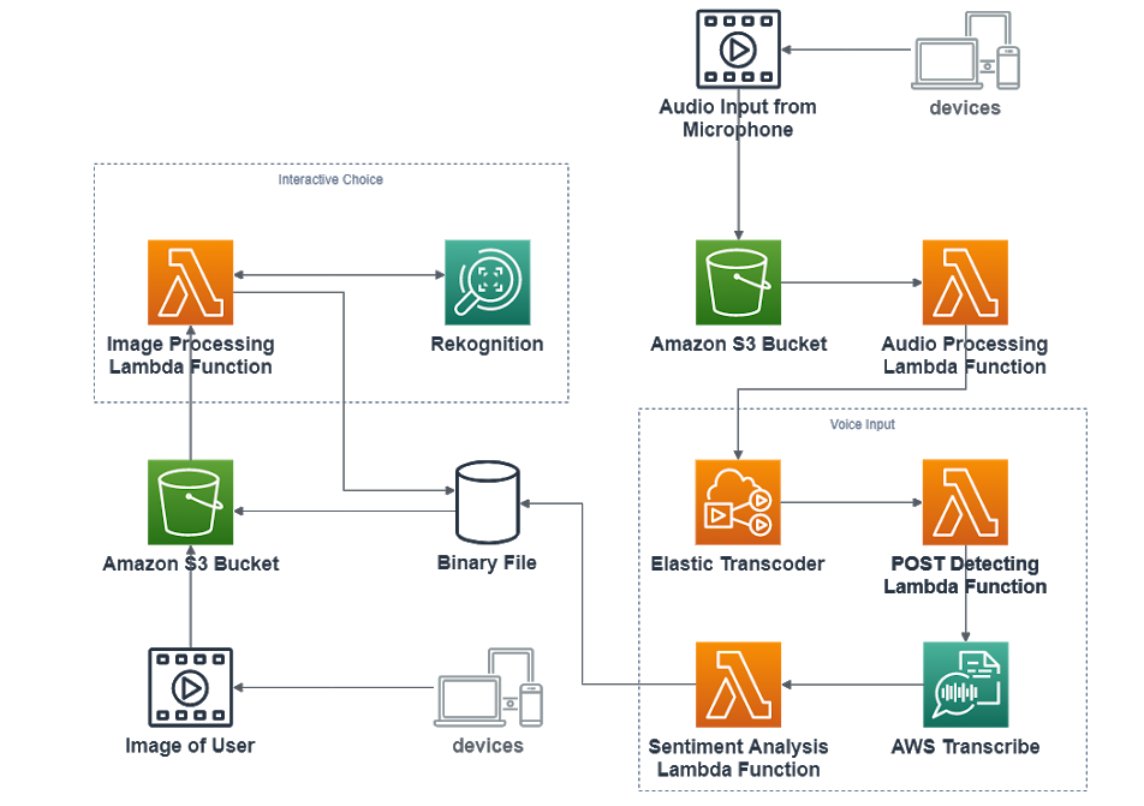 Audio Input from
Microphone
devices
Interactive Choice
Image Processing
Lambda Function
Rekognition
Amazon S3 Bucket
Audio Processing
Lambda Function
Voice Input
Amazon S3 Bucket
Binary File
Elastic Transcoder
POST Detecting
Lambda Function
Image of User
devices
Sentiment Analysis
Lambda Function
AWS Transcribe